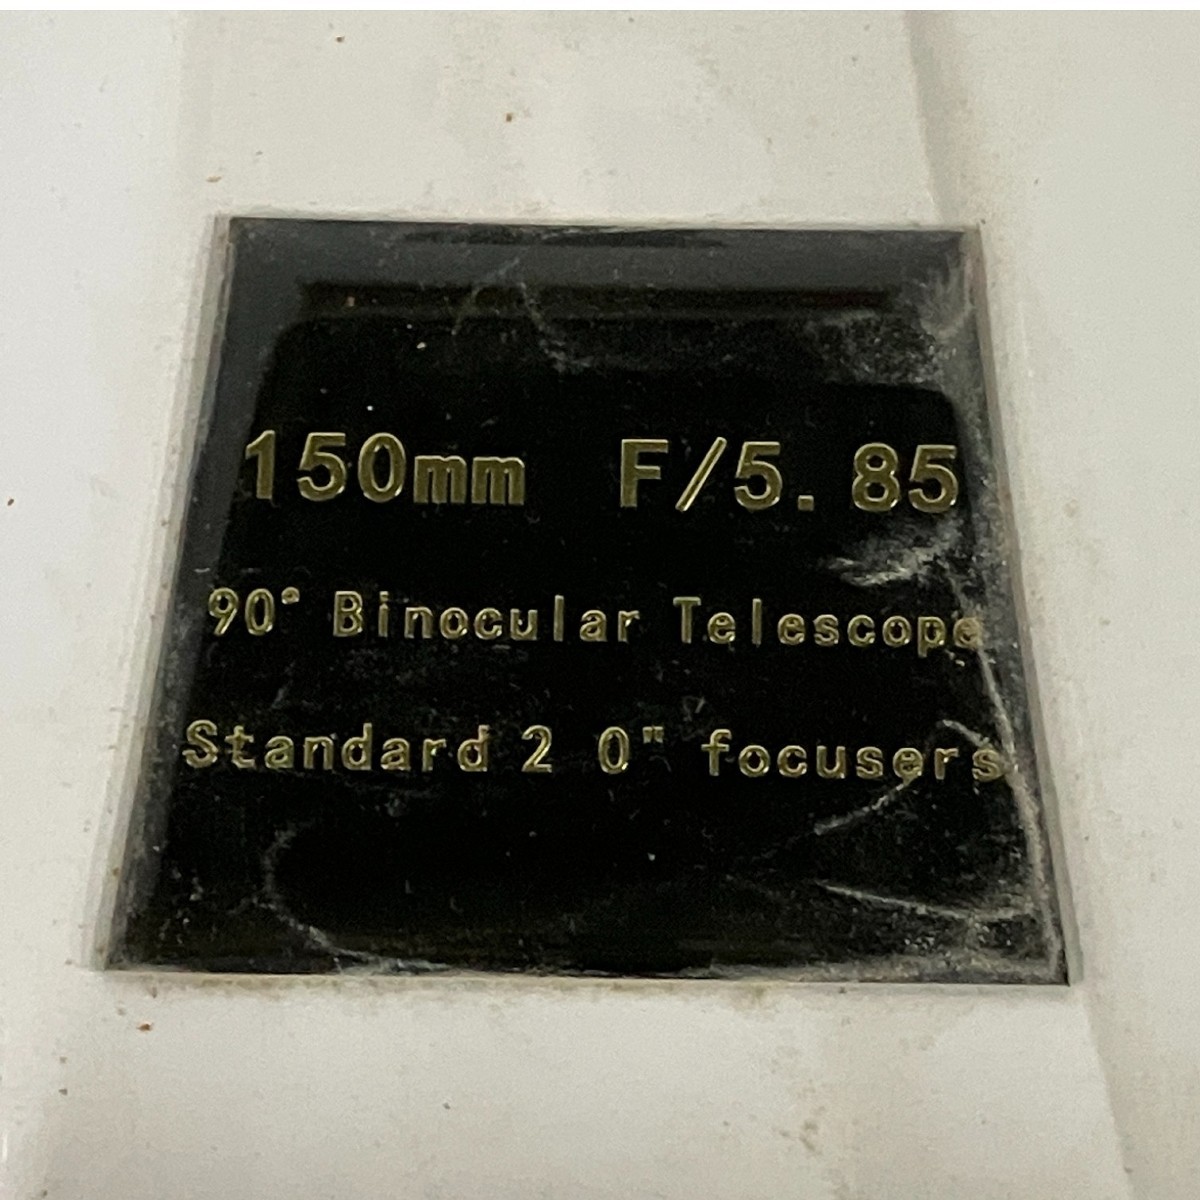 150mm F/5.85
90° Binocular Telescope
Standard 2 0" focusers